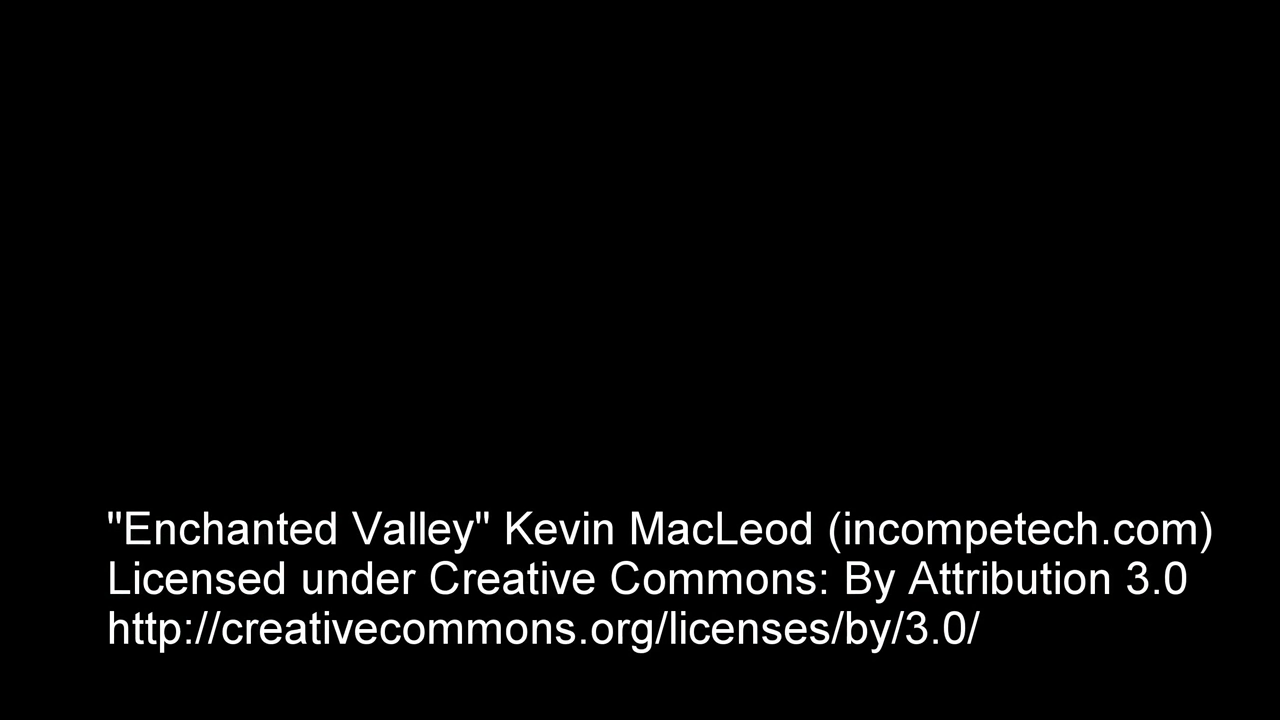 "Enchanted Valley" Kevin MacLeod (incompetech.com)
Licensed under Creative Commons: By Attribution 3.0
http://creativecommons.org/licenses/by/3.0/